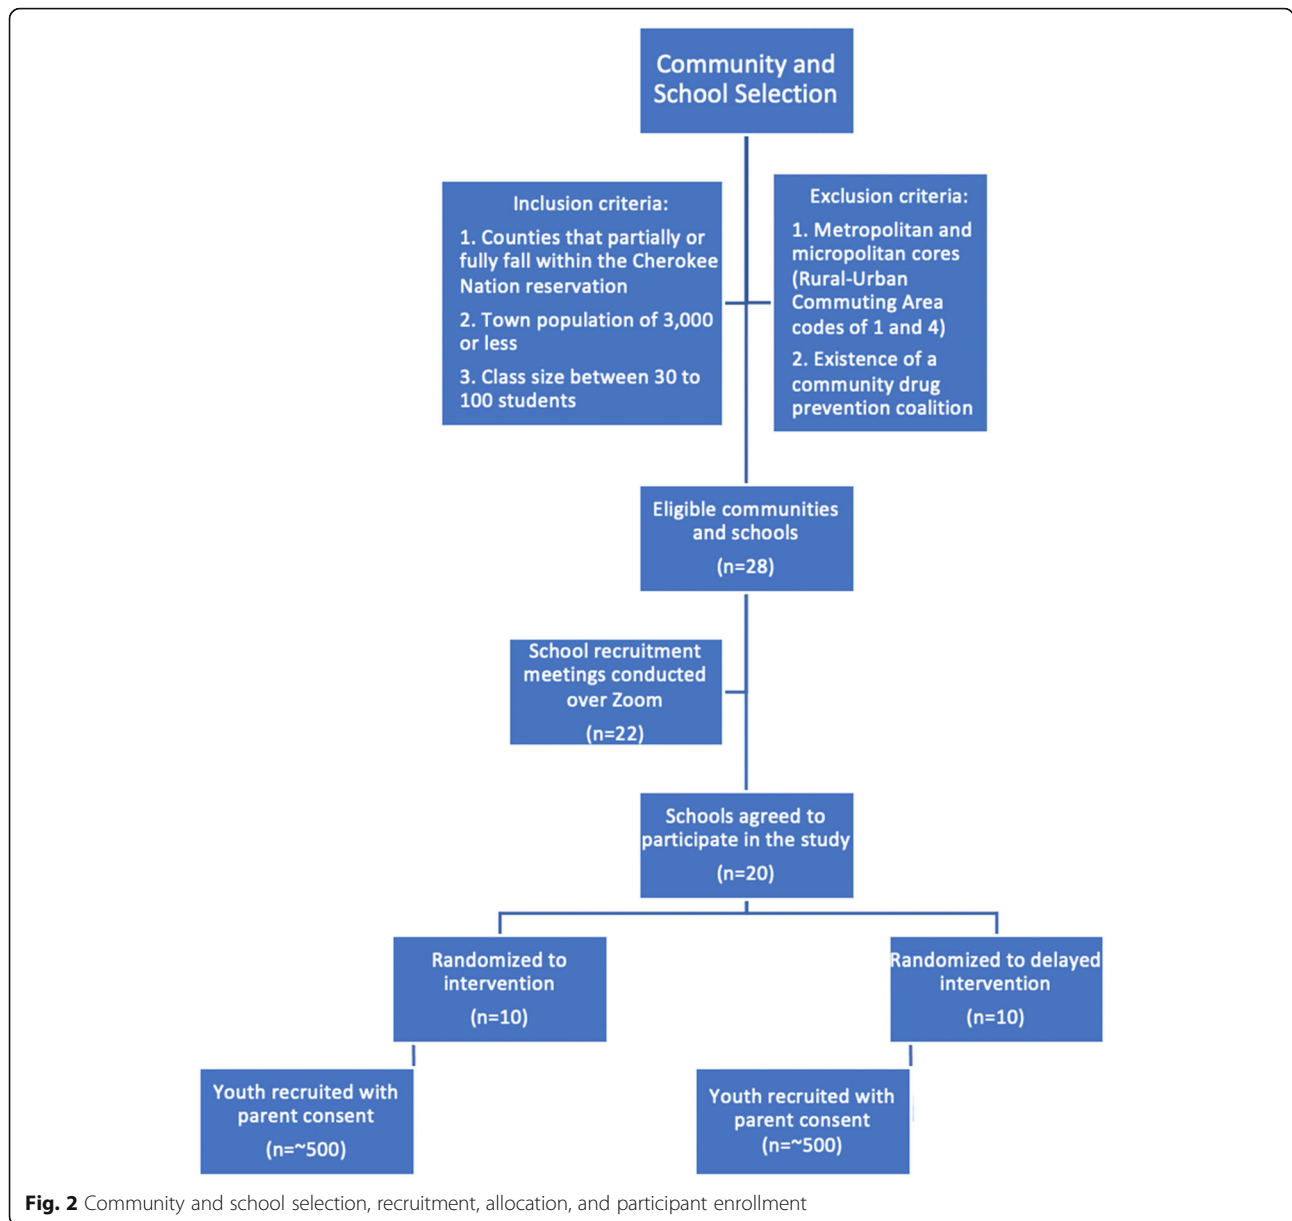 Community and
School Selection
Inclusion criteria:
1. Counties that partially or
fully fall within the Cherokee
Nation reservation
2. Town population of 3,000
or less
3. Class size between 30 to
100 students
Exclusion criteria:
1. Metropolitan and
micropolitan cores
(Rural-Urban
Commuting Area
codes of 1 and 4)
2. Existence of a
community drug
prevention coalition
Eligible communities
and schools
(n=28)
School recruitment
meetings conducted
over Zoom
(n=22)
Schools agreed to
participate in the study
(n=20)
Randomized to
intervention
(n=10)
Randomized to delayed
intervention
(n=10)
Youth recruited with
parent consent
(n=~500)
Youth recruited with
parent consent
(n=~500)
Fig. 2 Community and school selection, recruitment, allocation, and participant enrollment